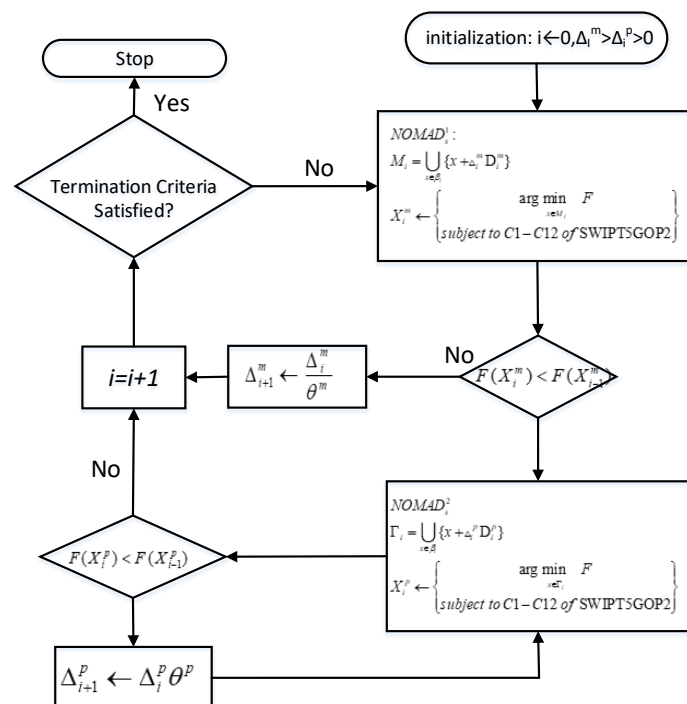 initialization: i←0,Δ_I^m>Δ_i^p>0
Stop
Yes
Termination Criteria
Satisfied?
No
NOMAD_s^1:
M_i = ⋃_{x∈β_i} {x+Δ_i^m D_i^m}
X_i^m ← { arg min_{x∈M_i} F
subject to C1−C12 of SWIPT5GOP2 }
F(X_i^m) < F(X_{i−1}^m)
No
Δ_{i+1}^m ← Δ_i^m / θ^m
i=i+1
NOMAD_s^2
Γ_i = ⋃_{x∈β_i} {x+Δ_i^p D_i^p}
X_i^p ← { arg min_{x∈Γ_i} F
subject to C1−C12 of SWIPT5GOP2 }
F(X_i^p) < F(X_{i−1}^p)
No
Δ_{i+1}^p ← Δ_i^p θ^p